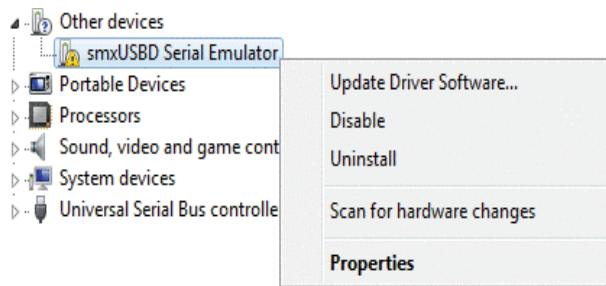 Other devices
smxUSBD Serial Emulator
Portable Devices
Processors
Sound, video and game cont
System devices
Universal Serial Bus controlle
Update Driver Software...
Disable
Uninstall
Scan for hardware changes
Properties